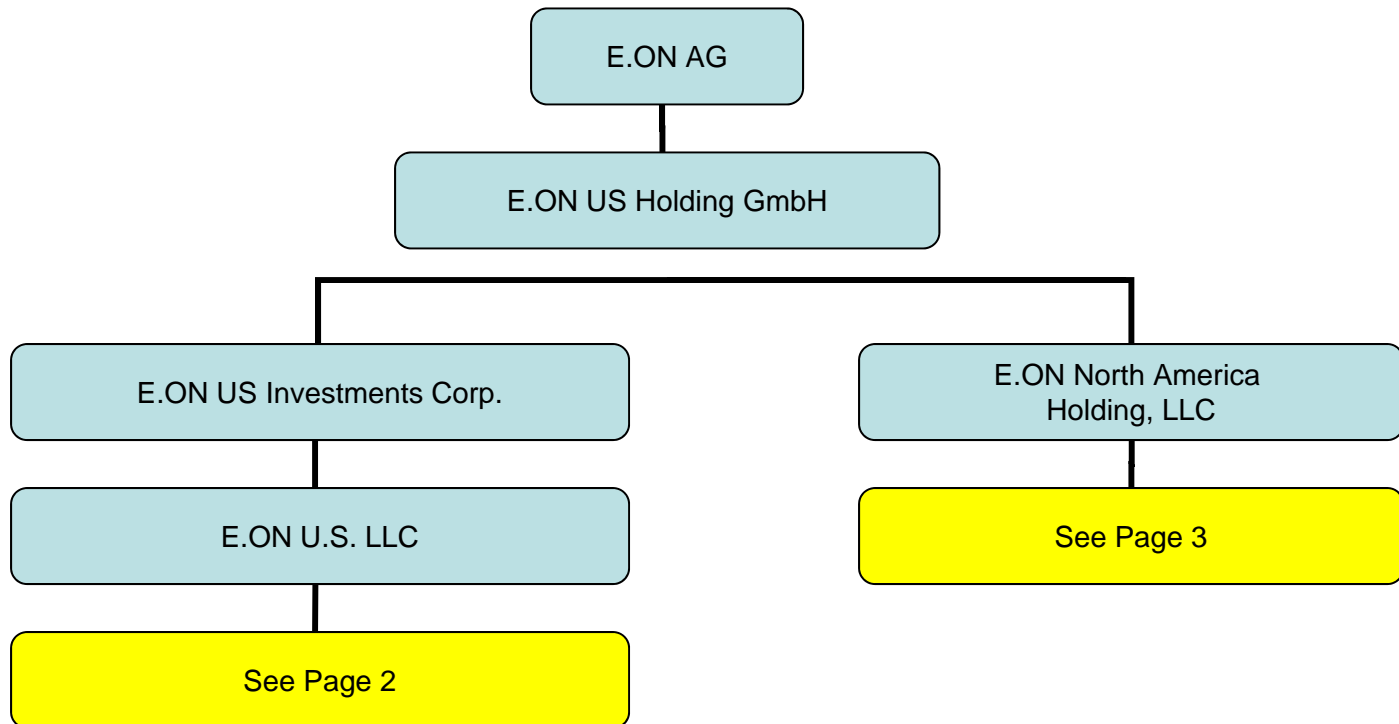 E.ON AG
E.ON US Holding GmbH
E.ON US Investments Corp.
E.ON North America
Holding, LLC
E.ON U.S. LLC
See Page 3
See Page 2